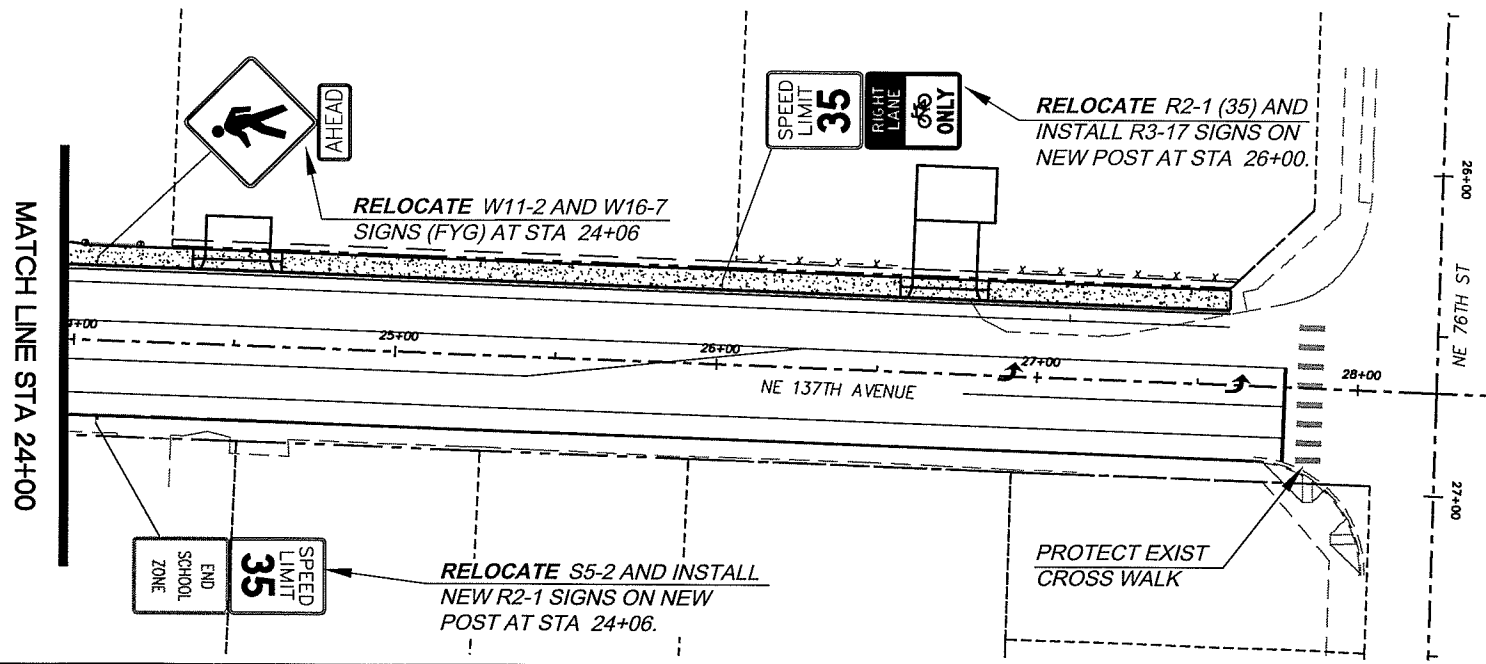 AHEAD
SPEED
LIMIT
35
RIGHT
LANE
ONLY
RELOCATE R2-1 (35) AND
INSTALL R3-17 SIGNS ON
NEW POST AT STA 26+00.
RELOCATE W11-2 AND W16-7
SIGNS (FYG) AT STA 24+06
MATCH LINE STA 24+00
26+00
NE 76TH ST
27+00
25+00
26+00
27+00
28+00
NE 137TH AVENUE
END
SCHOOL
ZONE
SPEED
LIMIT
35
RELOCATE S5-2 AND INSTALL
NEW R2-1 SIGNS ON NEW
POST AT STA 24+06.
PROTECT EXIST
CROSS WALK